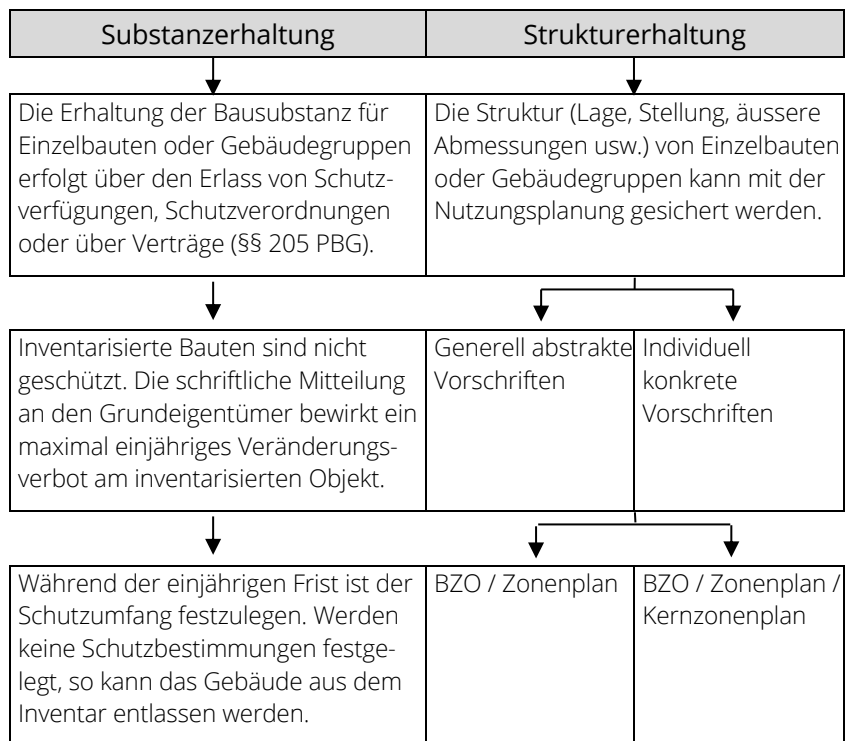 Substanzerhaltung
Strukturerhaltung
Die Erhaltung der Bausubstanz für
Einzelbauten oder Gebäudegruppen
erfolgt über den Erlass von Schutz-
verfügungen, Schutzverordnungen
oder über Verträge (§§ 205 PBG).
Die Struktur (Lage, Stellung, äussere
Abmessungen usw.) von Einzelbauten
oder Gebäudegruppen kann mit der
Nutzungsplanung gesichert werden.
Inventarisierte Bauten sind nicht
geschützt. Die schriftliche Mitteilung
an den Grundeigentümer bewirkt ein
maximal einjähriges Veränderungs-
verbot am inventarisierten Objekt.
Generell abstrakte
Vorschriften
Individuell
konkrete
Vorschriften
Während der einjährigen Frist ist der
Schutzumfang festzulegen. Werden
keine Schutzbestimmungen festge-
legt, so kann das Gebäude aus dem
Inventar entlassen werden.
BZO / Zonenplan
BZO / Zonenplan /
Kernzonenplan